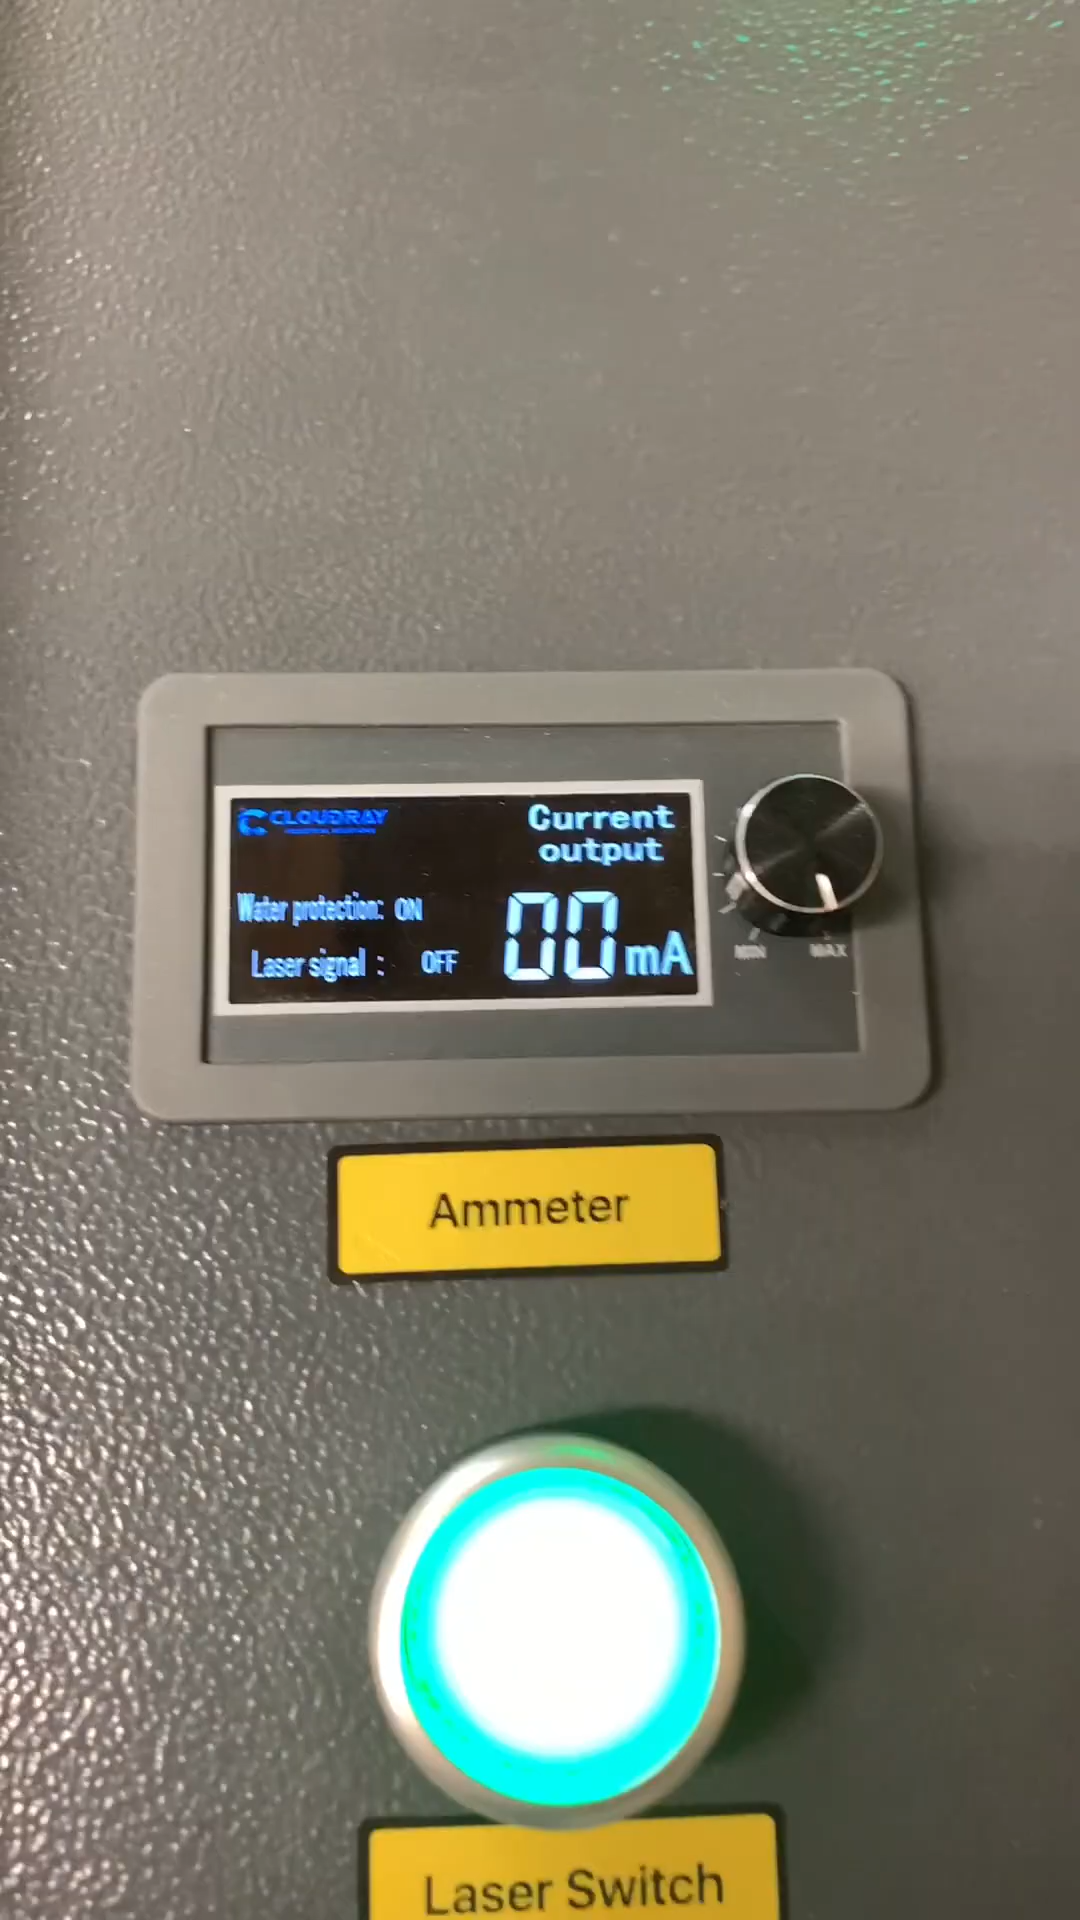 CLOUDRAY
Current
output
Water protection: ON
Laser signal : OFF
00mA
MIN MAX
Ammeter
Laser Switch